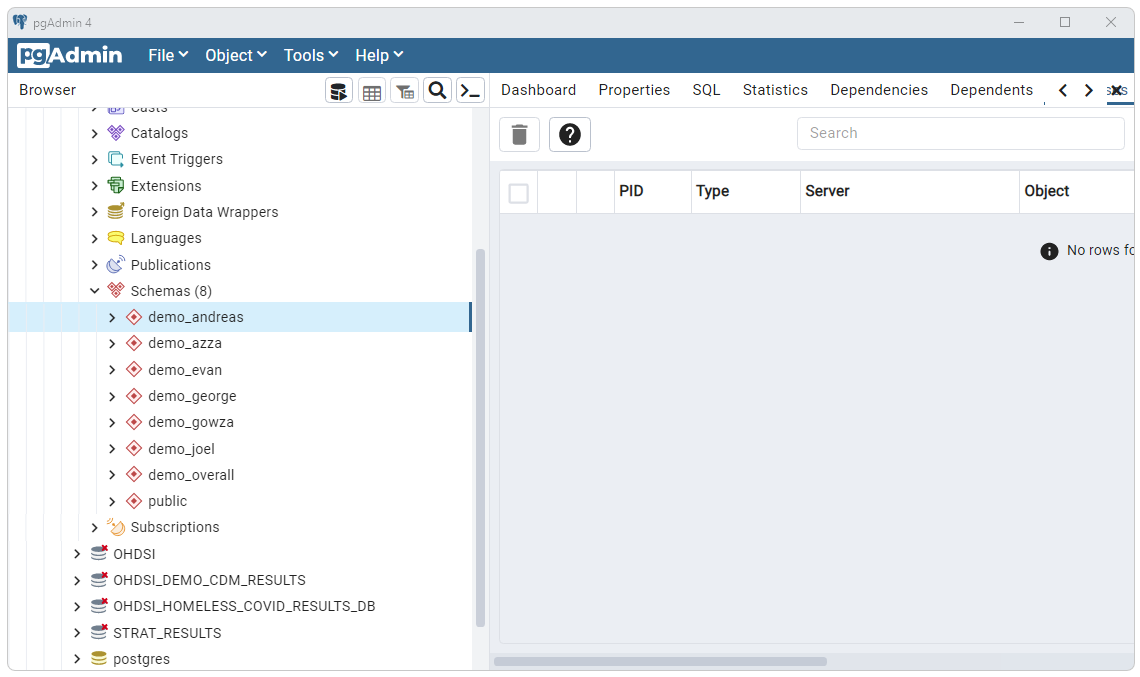 pgAdmin 4
pgAdmin File Object Tools Help
Browser
Dashboard Properties SQL Statistics Dependencies Dependents
Casts
Catalogs
Event Triggers
Extensions
Foreign Data Wrappers
Languages
Publications
Schemas (8)
demo_andreas
demo_azza
demo_evan
demo_george
demo_gowza
demo_joel
demo_overall
public
Subscriptions
OHDSI
OHDSI_DEMO_CDM_RESULTS
OHDSI_HOMELESS_COVID_RESULTS_DB
STRAT_RESULTS
postgres
Search
PID Type Server Object
No rows fo